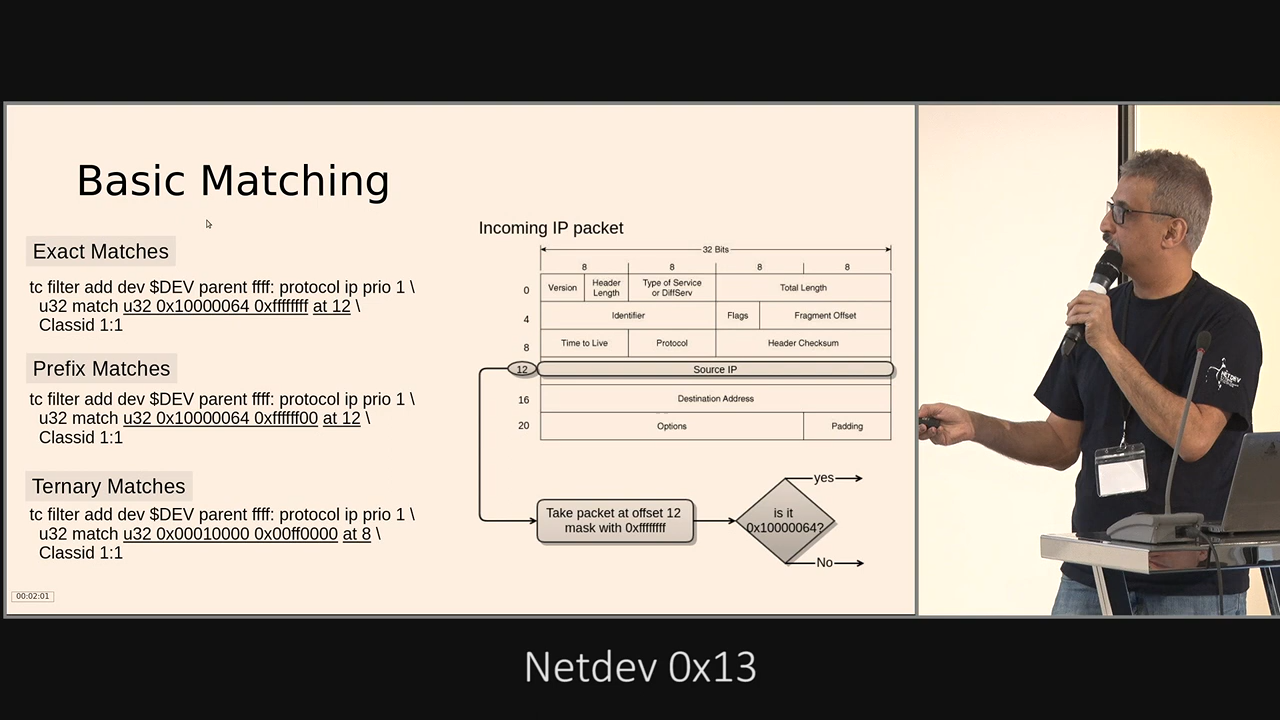 Basic Matching
Exact Matches
tc filter add dev $DEV parent ffff: protocol ip prio 1 \
u32 match u32 0x10000064 0xffffffff at 12 \
Classid 1:1
Prefix Matches
tc filter add dev $DEV parent ffff: protocol ip prio 1 \
u32 match u32 0x10000064 0xffffff00 at 12 \
Classid 1:1
Ternary Matches
tc filter add dev $DEV parent ffff: protocol ip prio 1 \
u32 match u32 0x00010000 0x00ff0000 at 8 \
Classid 1:1
00:02:01
Incoming IP packet
32 Bits
8 8 8 8
0 Version Header Length Type of Service or DiffServ Total Length
4 Identifier Flags Fragment Offset
8 Time to Live Protocol Header Checksum
12 Source IP
16 Destination Address
20 Options Padding
Take packet at offset 12
mask with 0xffffffff
is it
0x10000064?
yes
No
NETDEV
Netdev 0x13